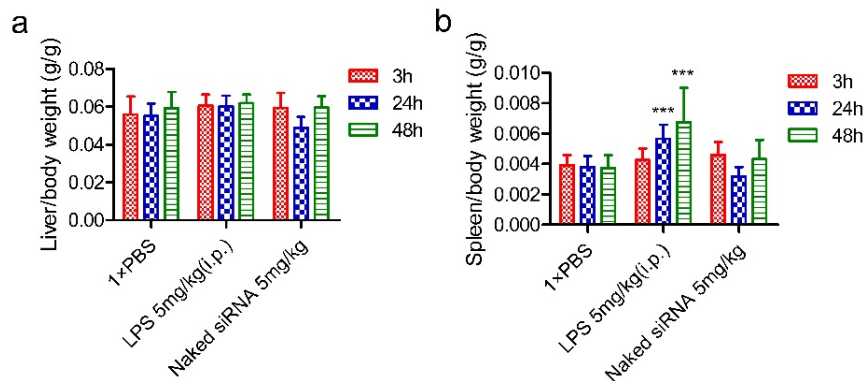 a
Liver/body weight (g/g)
0.08
0.06
0.04
0.02
0.00
1×PBS
LPS 5mg/kg(i.p.)
Naked siRNA 5mg/kg
3h
24h
48h
b
Spleen/body weight (g/g)
0.010
0.008
0.006
0.004
0.002
0.000
***
***
1×PBS
LPS 5mg/kg(i.p.)
Naked siRNA 5mg/kg
3h
24h
48h